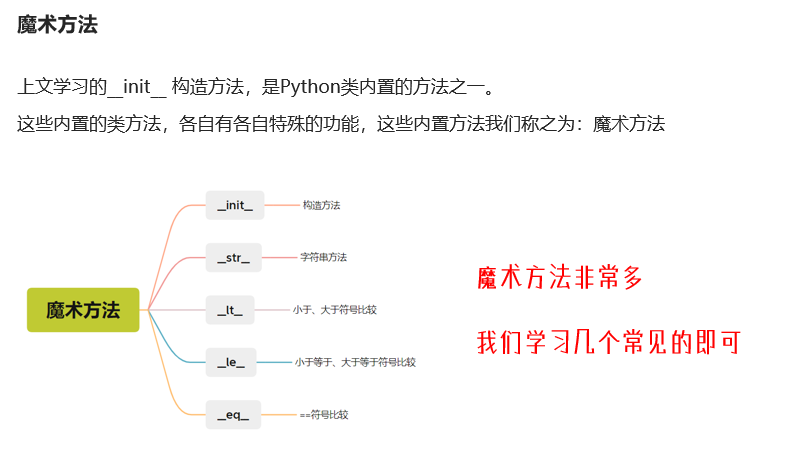 魔术方法
上文学习的__init__ 构造方法，是Python类内置的方法之一。
这些内置的类方法，各自有各自特殊的功能，这些内置方法我们称之为：魔术方法
魔术方法
__init__ 构造方法
__str__ 字符串方法
__lt__ 小于、大于符号比较
__le__ 小于等于、大于等于符号比较
__eq__ ==符号比较
魔术方法非常多
我们学习几个常见的即可